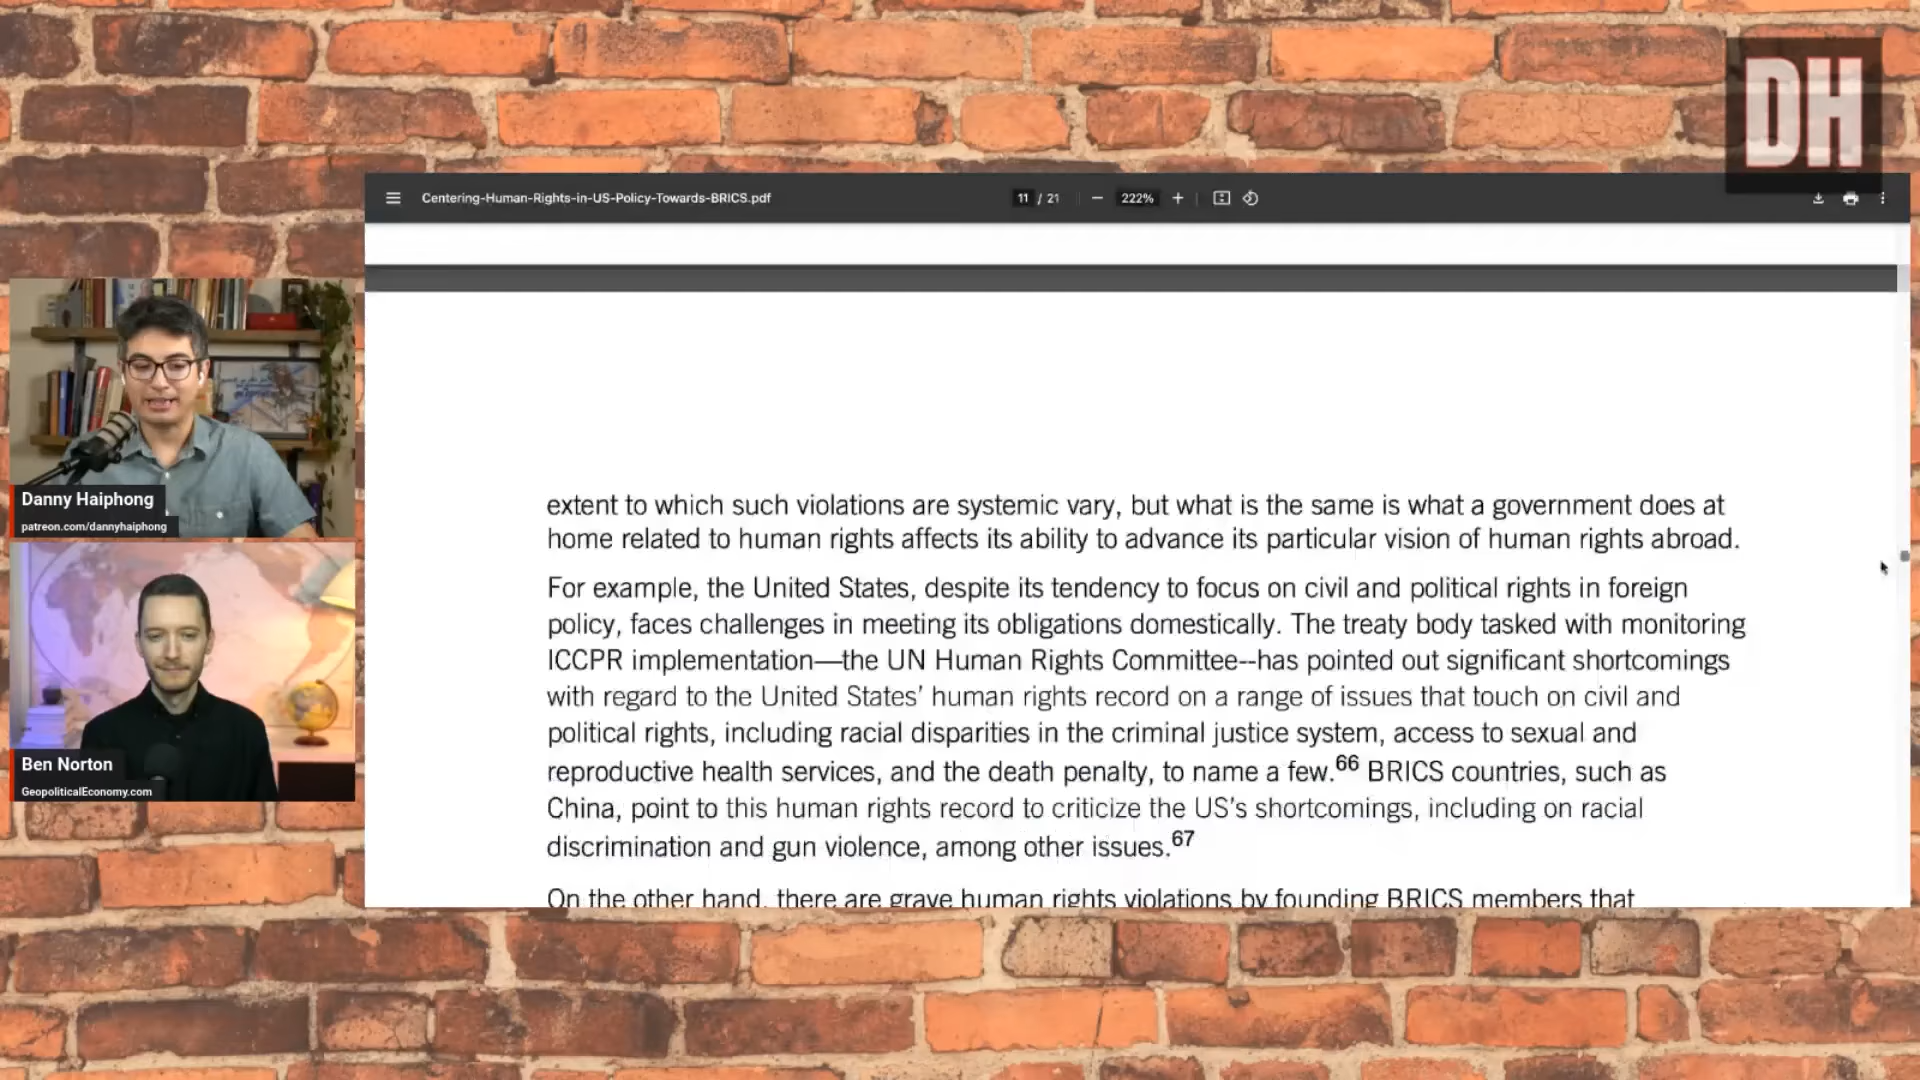 DH
Centering-Human-Rights-in-US-Policy-Towards-BRICS.pdf
11 / 21
222%
extent to which such violations are systemic vary, but what is the same is what a government does at
home related to human rights affects its ability to advance its particular vision of human rights abroad.
For example, the United States, despite its tendency to focus on civil and political rights in foreign
policy, faces challenges in meeting its obligations domestically. The treaty body tasked with monitoring
ICCPR implementation—the UN Human Rights Committee--has pointed out significant shortcomings
with regard to the United States' human rights record on a range of issues that touch on civil and
political rights, including racial disparities in the criminal justice system, access to sexual and
reproductive health services, and the death penalty, to name a few.66 BRICS countries, such as
China, point to this human rights record to criticize the US's shortcomings, including on racial
discrimination and gun violence, among other issues.67
On the other hand, there are grave human rights violations by founding BRICS members that
Danny Haiphong
patreon.com/dannyhaiphong
Ben Norton
GeopoliticalEconomy.com